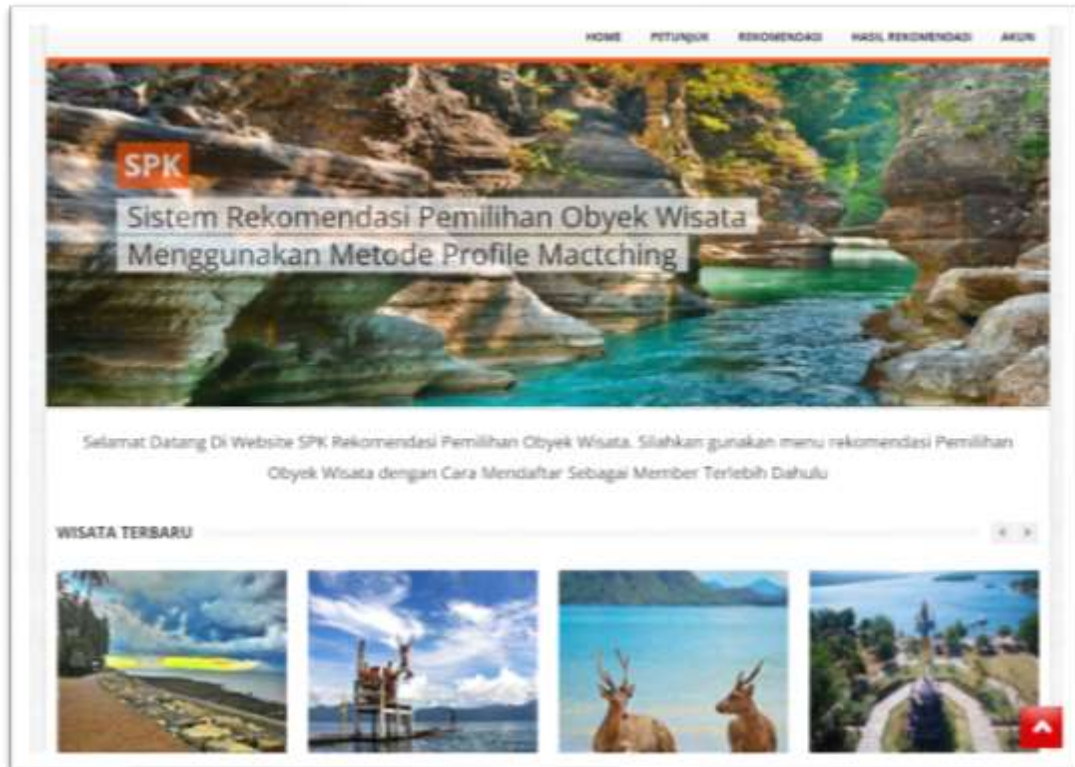 HOME PETUNJUK REKOMENDASI HASIL REKOMENDASI AKUN
SPK
Sistem Rekomendasi Pemilihan Obyek Wisata
Menggunakan Metode Profile Mactching
Selamat Datang Di Website SPK Rekomendasi Pemilihan Obyek Wisata. Silahkan gunakan menu rekomendasi Pemilihan
Obyek Wisata dengan Cara Mendaftar Sebagai Member Terlebih Dahulu
WISATA TERBARU